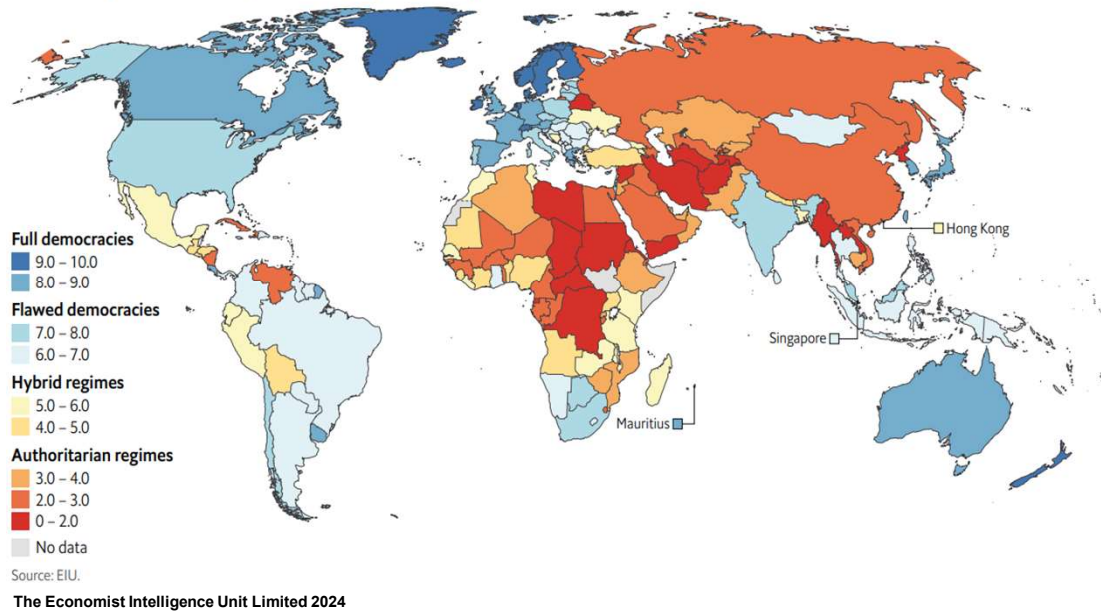 Full democracies
9.0 – 10.0
8.0 – 9.0
Flawed democracies
7.0 – 8.0
6.0 – 7.0
Hybrid regimes
5.0 – 6.0
4.0 – 5.0
Authoritarian regimes
3.0 – 4.0
2.0 – 3.0
0 – 2.0
No data
Hong Kong
Singapore
Mauritius
Source: EIU.
The Economist Intelligence Unit Limited 2024